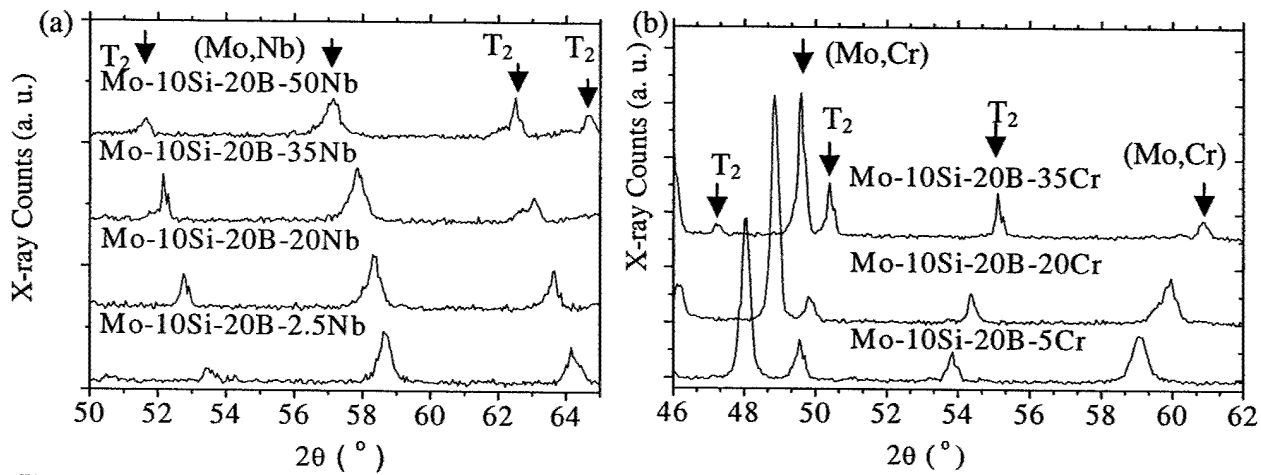 (a)
T2
(Mo,Nb)
T2
T2
Mo-10Si-20B-50Nb
Mo-10Si-20B-35Nb
Mo-10Si-20B-20Nb
Mo-10Si-20B-2.5Nb
X-ray Counts (a. u.)
50 52 54 56 58 60 62 64
2θ ( ° )
(b)
(Mo,Cr)
T2
T2
(Mo,Cr)
T2
Mo-10Si-20B-35Cr
Mo-10Si-20B-20Cr
Mo-10Si-20B-5Cr
X-ray Counts (a. u.)
46 48 50 52 54 56 58 60 62
2θ ( ° )